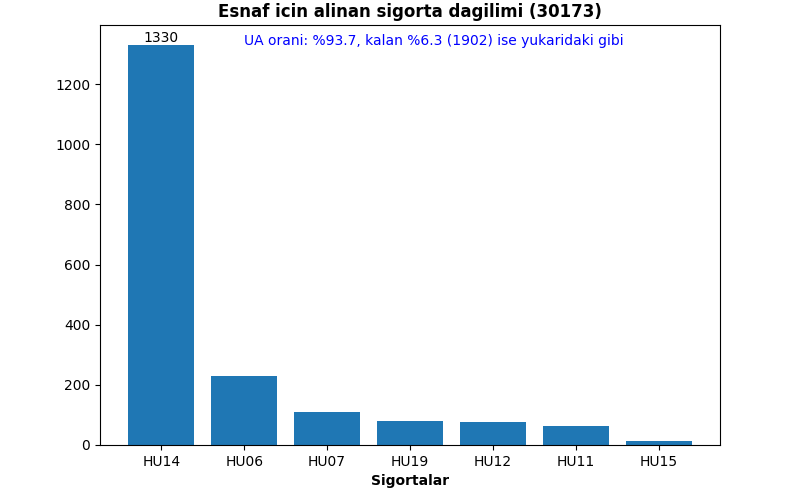 Esnaf icin alinan sigorta dagilimi (30173)
1330
UA orani: %93.7, kalan %6.3 (1902) ise yukaridaki gibi
1200
1000
800
600
400
200
0
HU14 HU06 HU07 HU19 HU12 HU11 HU15
Sigortalar